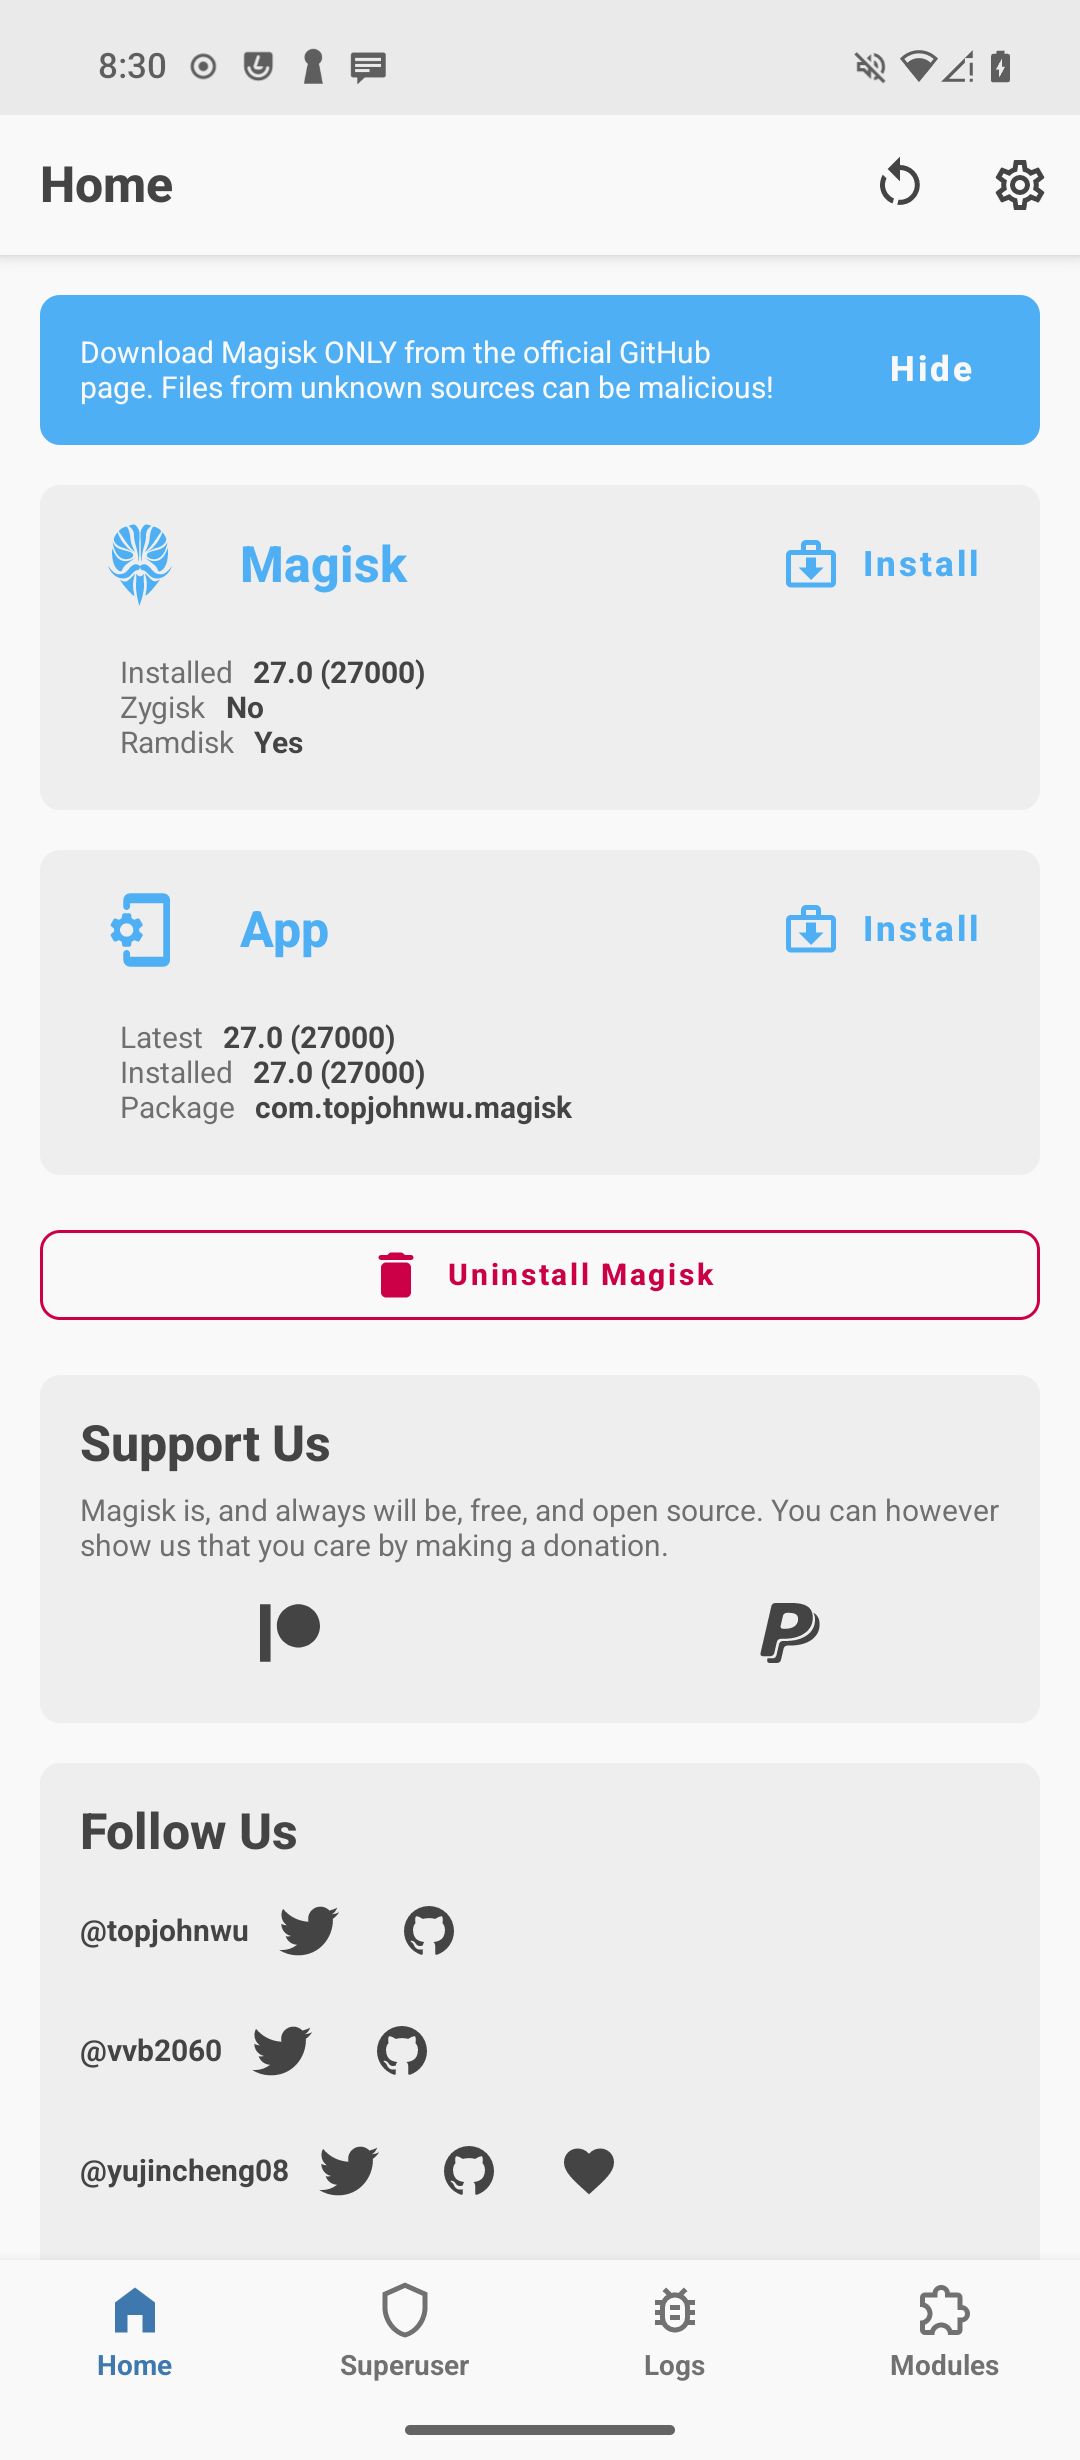 8:30
Home
Download Magisk ONLY from the official GitHub
page. Files from unknown sources can be malicious!
Hide
Magisk
Install
Installed 27.0 (27000)
Zygisk No
Ramdisk Yes
App
Install
Latest 27.0 (27000)
Installed 27.0 (27000)
Package com.topjohnwu.magisk
Uninstall Magisk
Support Us
Magisk is, and always will be, free, and open source. You can however
show us that you care by making a donation.
Follow Us
@topjohnwu
@vvb2060
@yujincheng08
Home
Superuser
Logs
Modules